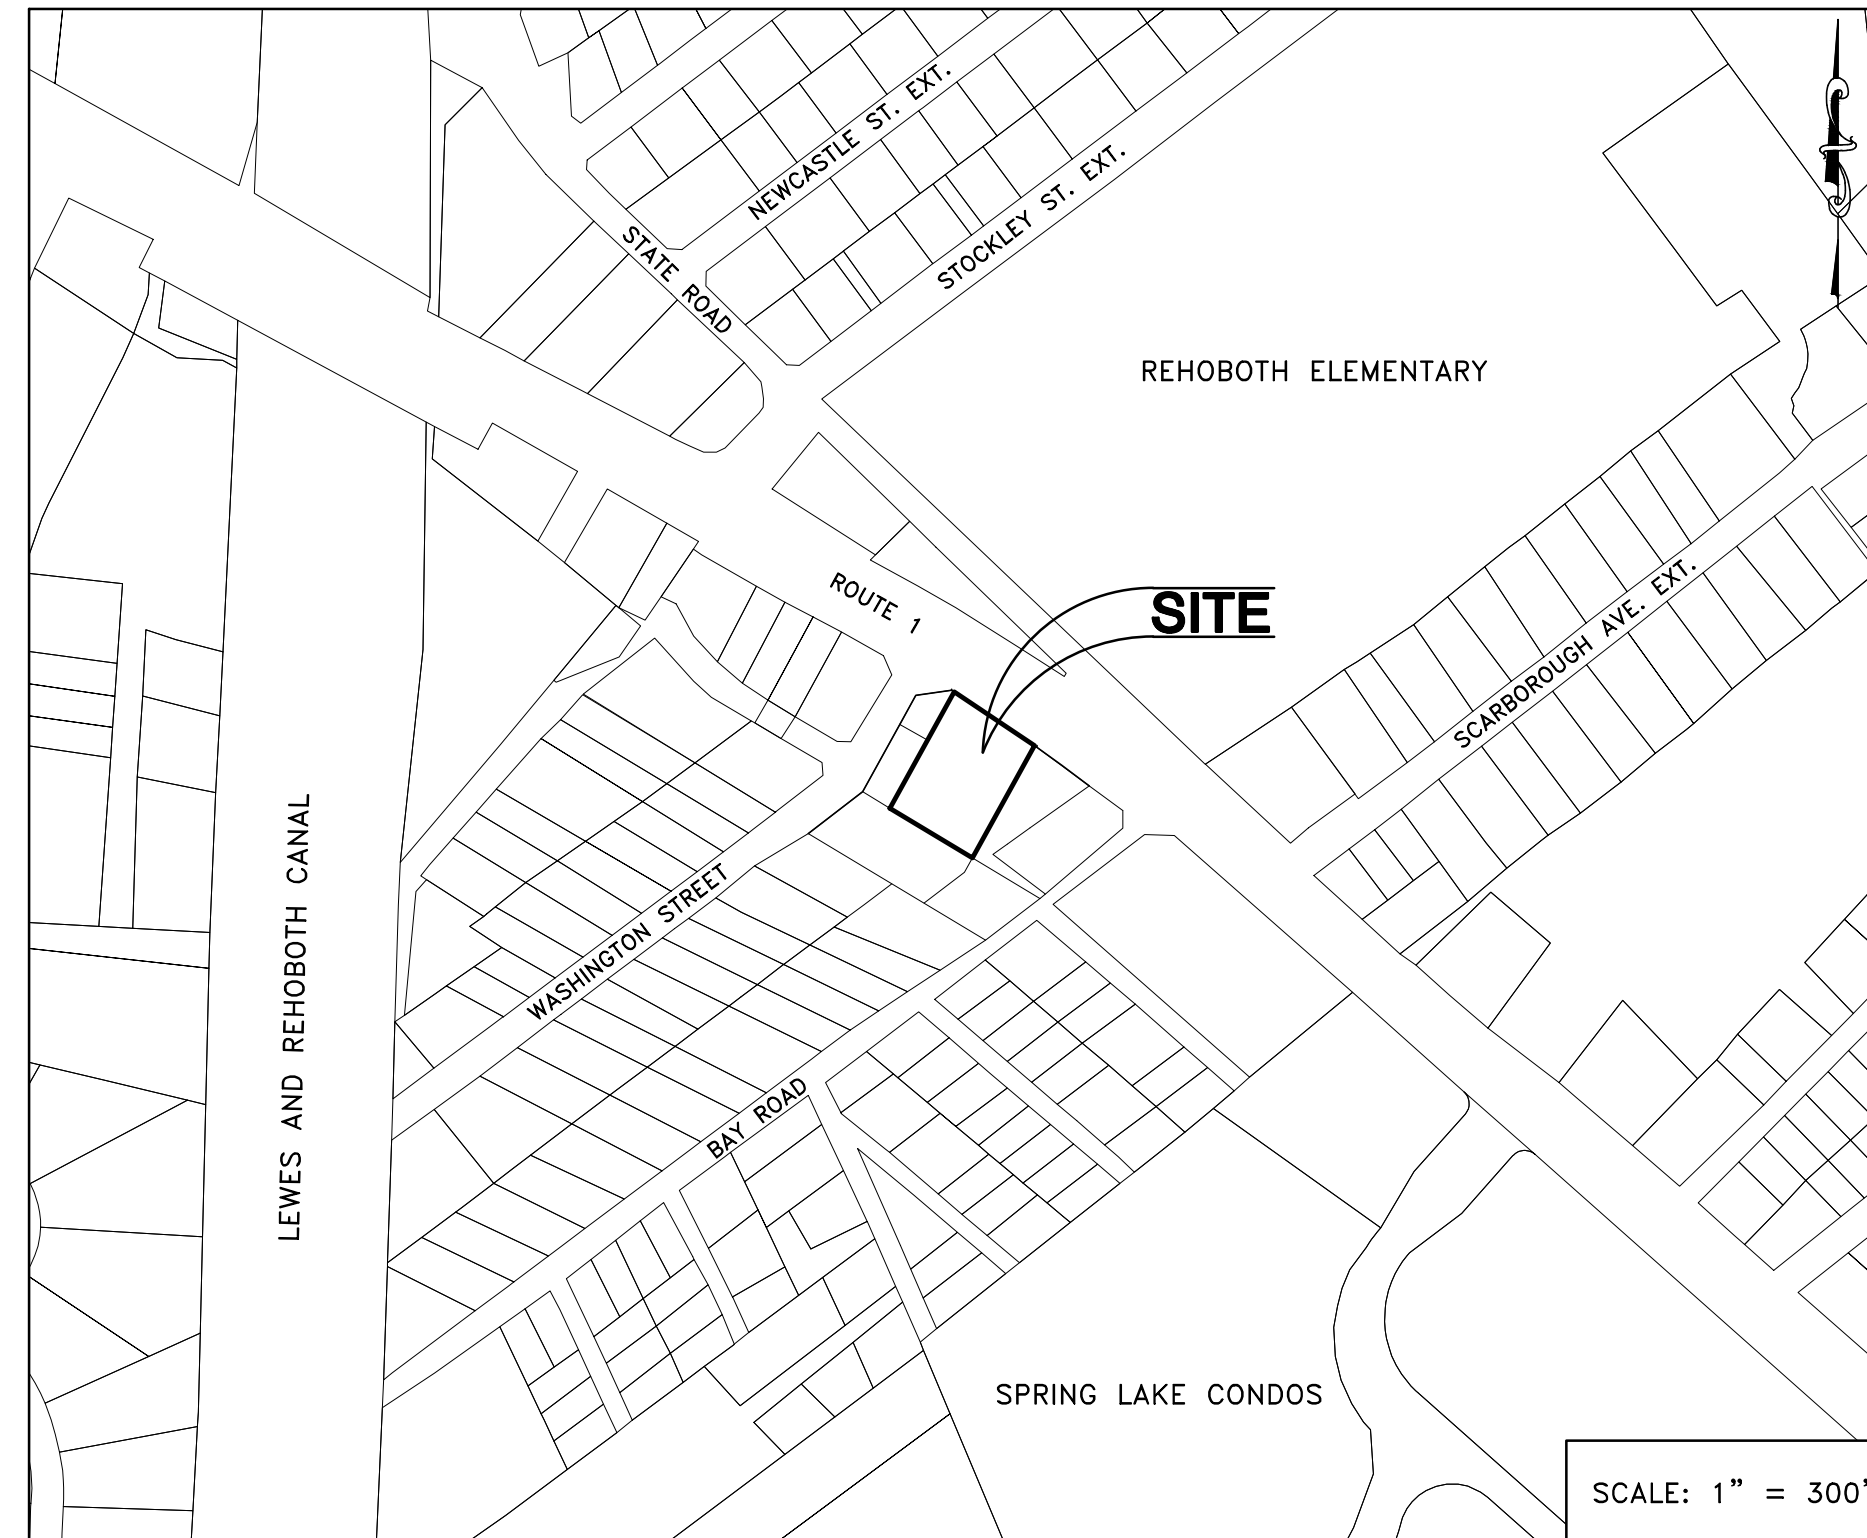 NEWCASTLE ST. EXT.
STOCKLEY ST. EXT.
STATE ROAD
REHOBOTH ELEMENTARY
ROUTE 1
SITE
SCARBOROUGH AVE. EXT.
LEWES AND REHOBOTH CANAL
WASHINGTON STREET
BAY ROAD
SPRING LAKE CONDOS
SCALE: 1" = 300'